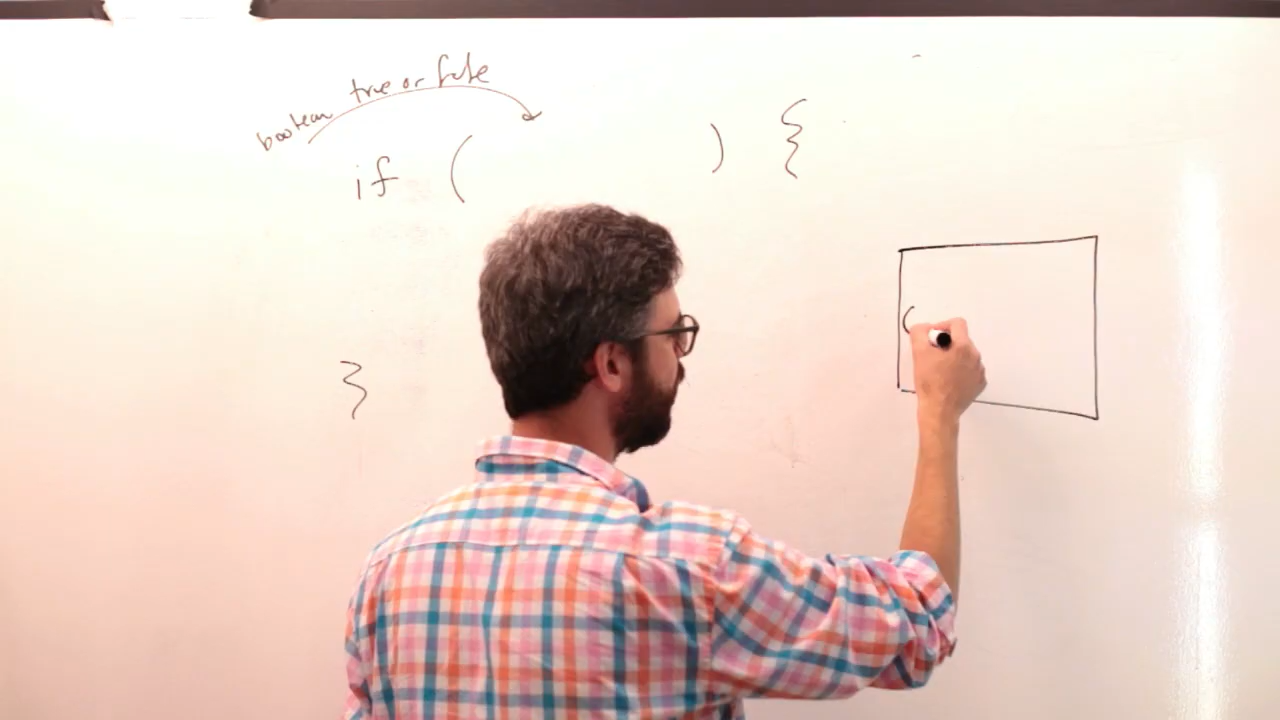 boolean true or false
if ( ) {
}